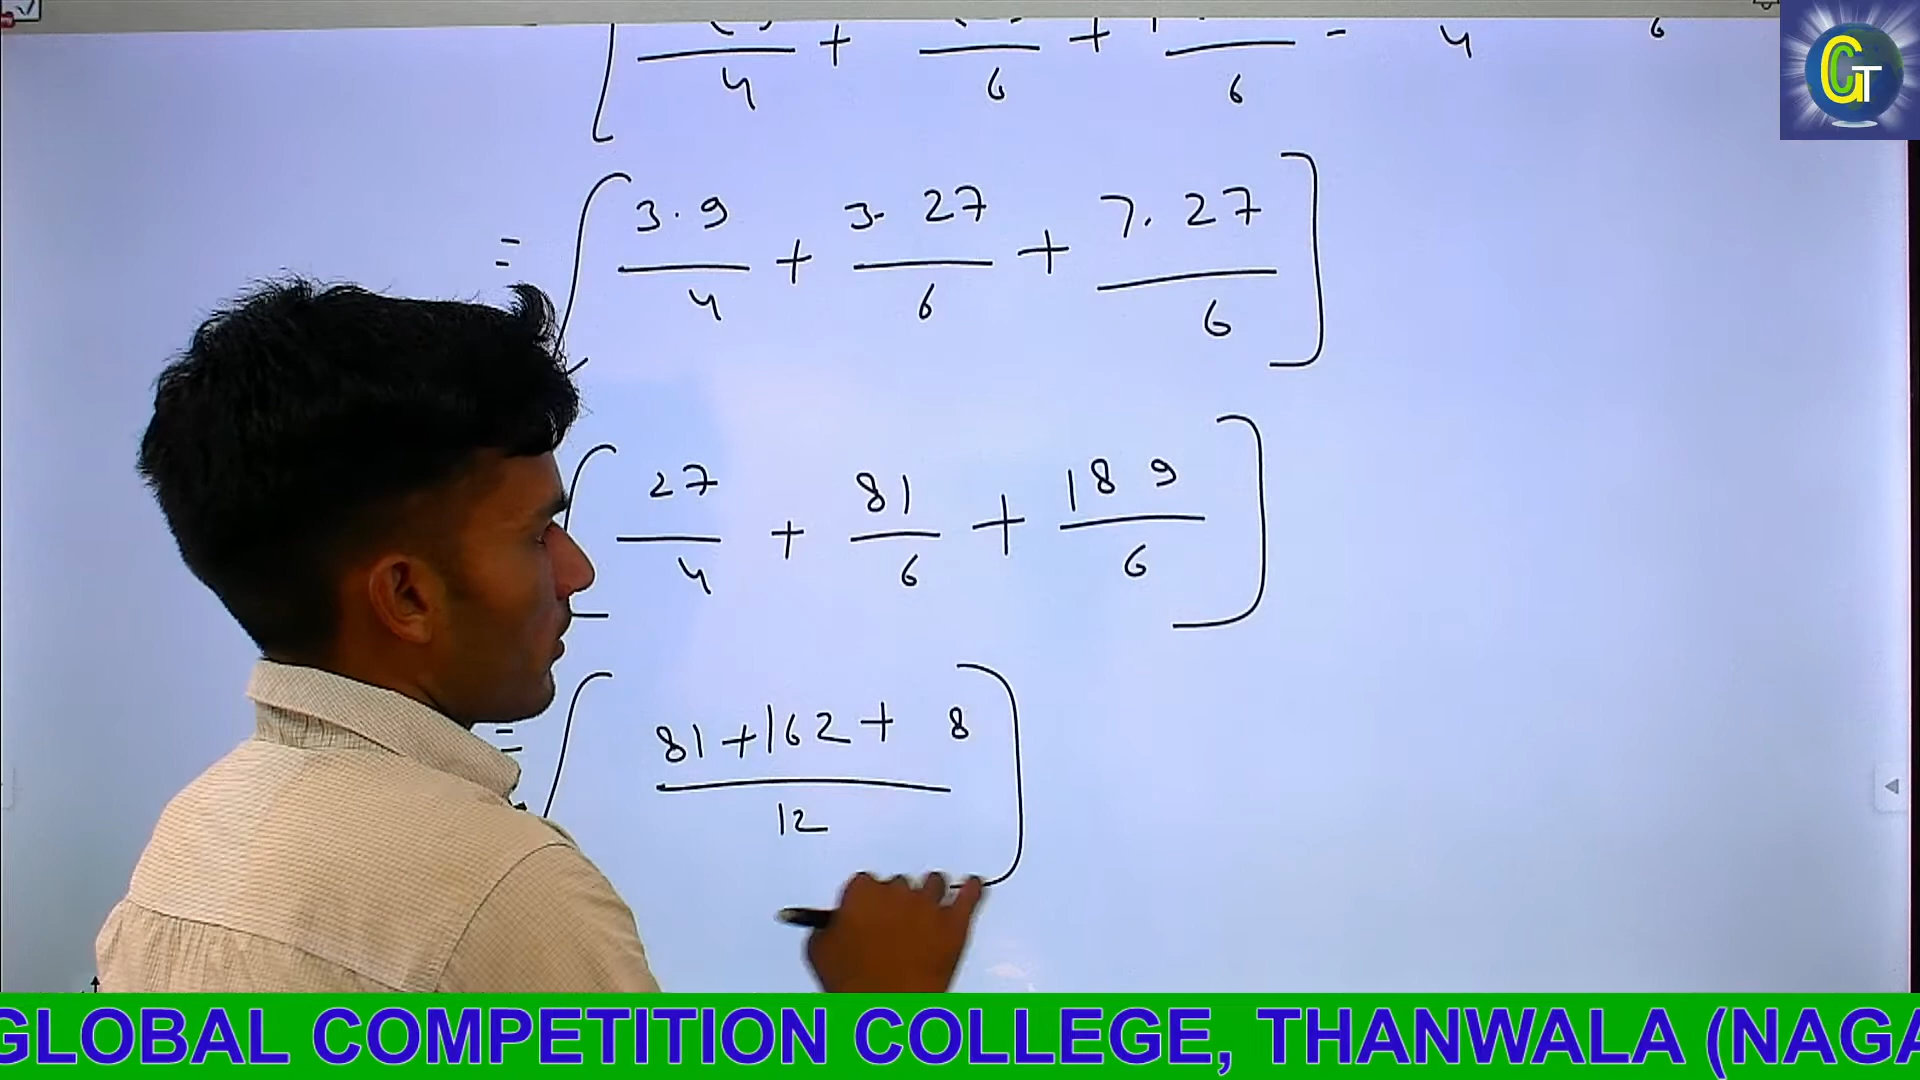 4 + 6 + 6 = 4 6
= [ 3.9/4 + 3.27/6 + 7.27/6 ]
[ 27/4 + 81/6 + 189/6 ]
= [ 81+162+ 8/12 ]
GT
GLOBAL COMPETITION COLLEGE, THANWALA (NAGA